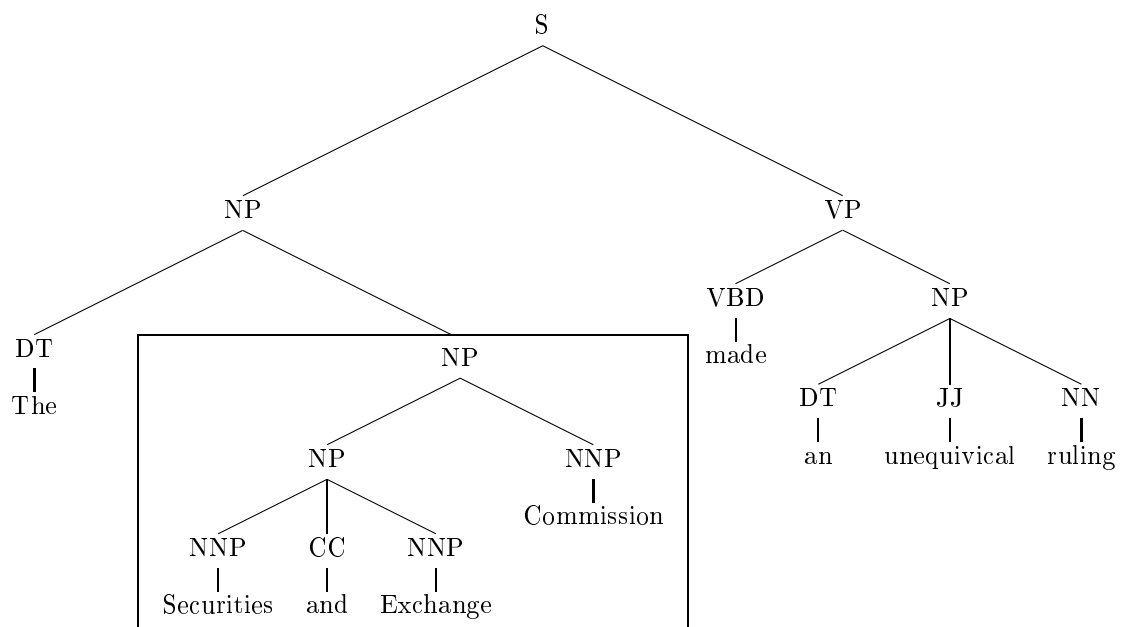 S
NP VP
VBD NP
DT NP made
The DT JJ NN
NP NNP an unequivical ruling
Commission
NNP CC NNP
Securities and Exchange